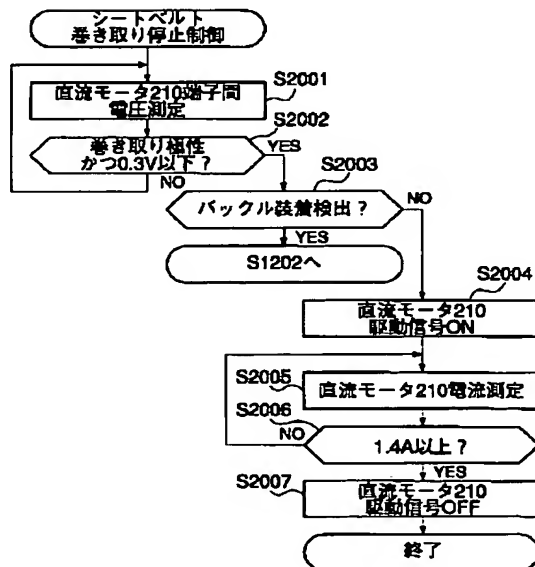 シートベルト
巻き取り停止制御
S2001
直流モータ210端子間
電圧測定
S2002
巻き取り極性
かつ0.3V以下？
YES
NO
S2003
バックル装着検出？
NO
YES
S1202へ
S2004
直流モータ210
駆動信号ON
S2005
直流モータ210電流測定
S2006
NO
1.4A以上？
YES
S2007
直流モータ210
駆動信号OFF
終了